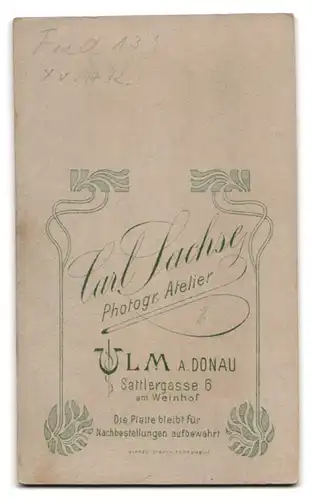 Carl Sachse
Photogr. Atelier
ULM A. DONAU
Sattlergasse 6
am Weinhof
Die Platte bleibt für
Nachbestellungen aufbewahrt